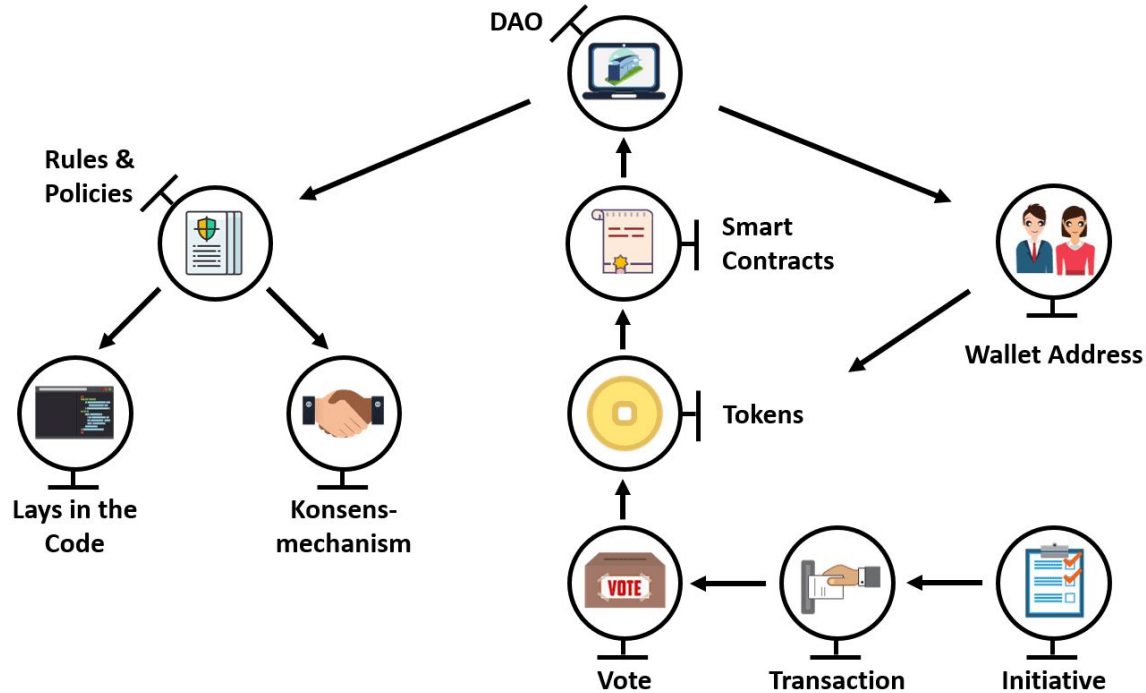 DAO
Rules &
Policies
Smart
Contracts
Wallet Address
Tokens
Lays in the
Code
Konsens-
mechanism
VOTE
Vote
Transaction
Initiative